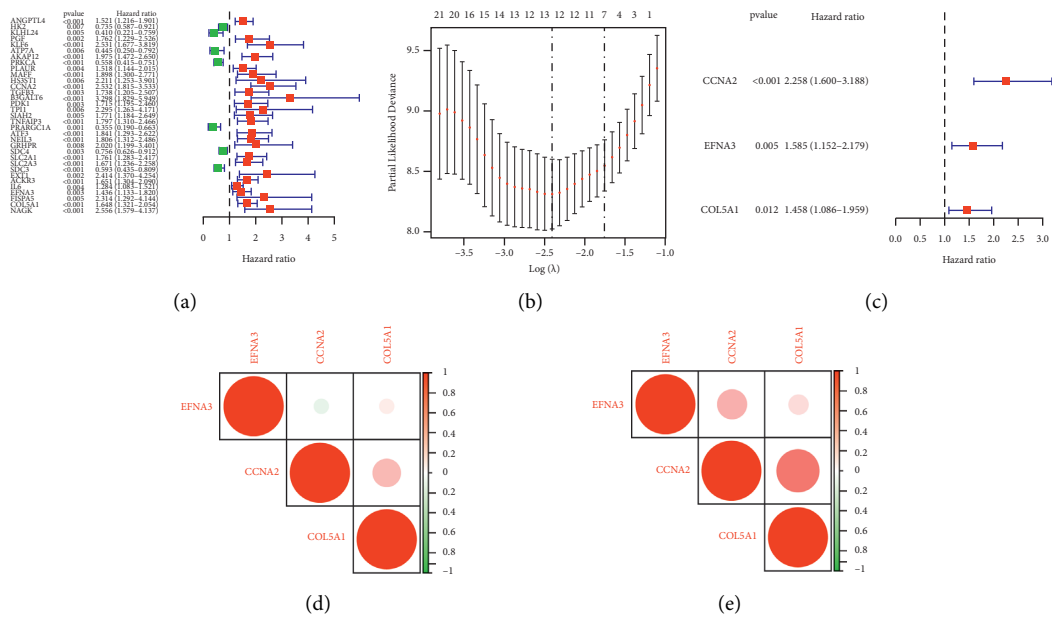 pvalue Hazard ratio
ANGPTL4 <0.001 1.521 (1.216–1.901)
HK2 0.007 0.735 (0.587–0.921)
KLHL24 0.005 0.410 (0.221–0.759)
PGF 0.002 1.762 (1.229–2.526)
KLF6 <0.001 2.531 (1.677–3.819)
ATP7A 0.006 0.445 (0.250–0.792)
AKAP12 <0.001 1.975 (1.472–2.650)
PRKCA <0.001 0.558 (0.415–0.751)
PLAUR 0.004 1.518 (1.144–2.015)
MAFF <0.001 1.898 (1.300–2.771)
HS3ST1 0.006 2.211 (1.253–3.901)
CCNA2 <0.001 2.532 (1.815–3.533)
TGFB3 0.003 1.738 (1.205–2.507)
B3GALT6 <0.001 3.298 (1.829–5.949)
PDK1 0.003 1.715 (1.195–2.460)
TPI1 0.006 2.295 (1.263–4.171)
SIAH2 0.005 1.771 (1.184–2.649)
TNFAIP3 <0.001 1.797 (1.310–2.466)
PRARGC1A 0.001 0.355 (0.190–0.663)
ATF3 <0.001 1.841 (1.293–2.622)
NEIL3 <0.001 1.806 (1.312–2.486)
GRHPR 0.008 2.020 (1.199–3.401)
SDC4 0.003 0.756 (0.626–0.912)
SLC2A1 <0.001 1.761 (1.283–2.417)
SLC2A3 <0.001 1.671 (1.236–2.258)
SDC3 <0.001 0.593 (0.435–0.809)
EXT1 0.002 2.414 (1.370–4.254)
ACKR3 <0.001 1.651 (1.304–2.090)
IL6 0.004 1.284 (1.083–1.521)
EFNA3 0.003 1.436 (1.133–1.820)
FISPA5 0.005 2.314 (1.292–4.144)
COL5A1 <0.001 1.648 (1.321–2.054)
NAGK <0.001 2.556 (1.579–4.137)
0 1 2 3 4 5
Hazard ratio
(a)
21 20 16 15 14 13 12 13 12 12 11 7 4 3 1
Partial Likelihood Deviance
9.5
9.0
8.5
8.0
−3.5 −3.0 −2.5 −2.0 −1.5 −1.0
Log (λ)
(b)
pvalue Hazard ratio
CCNA2 <0.001 2.258 (1.600–3.188)
EFNA3 0.005 1.585 (1.152–2.179)
COL5A1 0.012 1.458 (1.086–1.959)
0.0 0.5 1.0 1.5 2.0 2.5 3.0
Hazard ratio
(c)
EFNA3 CCNA2 COL5A1
EFNA3
CCNA2
COL5A1
1
0.8
0.6
0.4
0.2
0
0.2
0.4
0.6
0.8
−1
(d)
EFNA3 CCNA2 COL5A1
EFNA3
CCNA2
COL5A1
1
0.8
0.6
0.4
0.2
0
0.2
0.4
0.6
0.8
−1
(e)